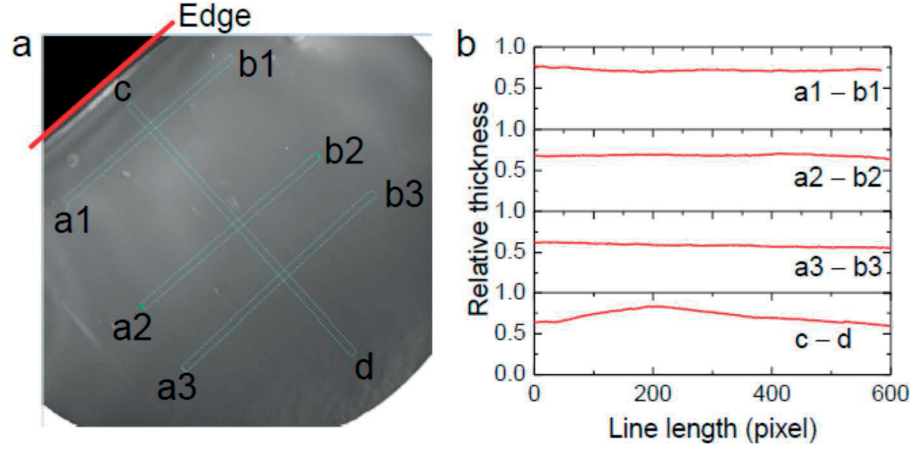 Edge
a
b1
c
b2
b3
a1
a2
a3
d
b
Relative thickness
1.0
0.5
a1 – b1
1.0
0.5
a2 – b2
1.0
0.5
a3 – b3
1.0
0.5
c – d
0.0
0 200 400 600
Line length (pixel)